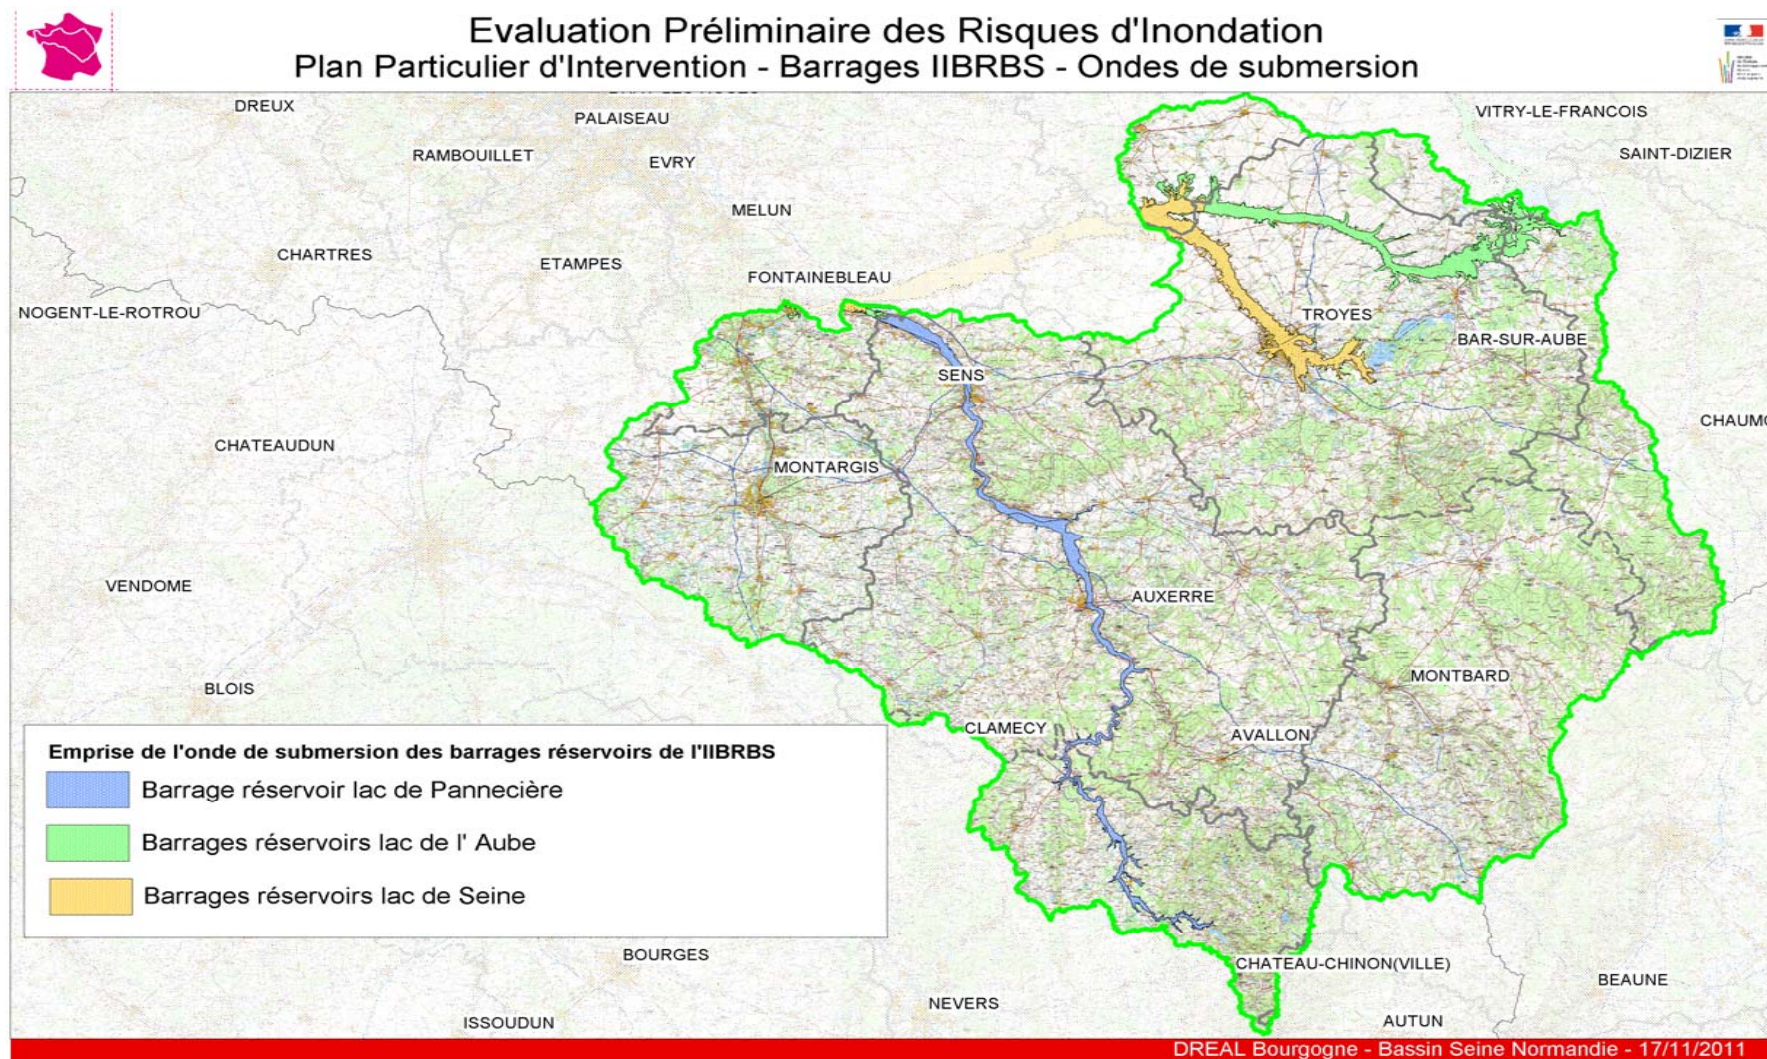 Evaluation Préliminaire des Risques d'Inondation
Plan Particulier d'Intervention - Barrages IIBRBS - Ondes de submersion
DREUX
PALAISEAU
VITRY-LE-FRANCOIS
RAMBOUILLET
EVRY
SAINT-DIZIER
MELUN
CHARTRES
ETAMPES
FONTAINEBLEAU
NOGENT-LE-ROTROU
TROYES
BAR-SUR-AUBE
SENS
CHAUMO
CHATEAUDUN
MONTARGIS
VENDOME
AUXERRE
MONTBARD
BLOIS
CLAMECY
AVALLON
Emprise de l'onde de submersion des barrages réservoirs de l'IIBRBS
Barrage réservoir lac de Pannecière
Barrages réservoirs lac de l' Aube
Barrages réservoirs lac de Seine
BOURGES
CHATEAU-CHINON(VILLE)
BEAUNE
NEVERS
ISSOUDUN
AUTUN
DREAL Bourgogne - Bassin Seine Normandie - 17/11/2011